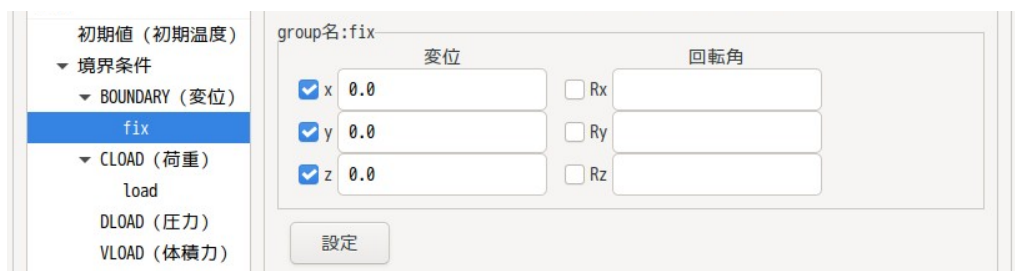 初期値 (初期温度)
▼ 境界条件
▼ BOUNDARY (変位)
fix
▼ CLOAD (荷重)
load
DLOAD (圧力)
VLOAD (体積力)
group名:fix
変位 回転角
x 0.0 Rx
y 0.0 Ry
z 0.0 Rz
設定